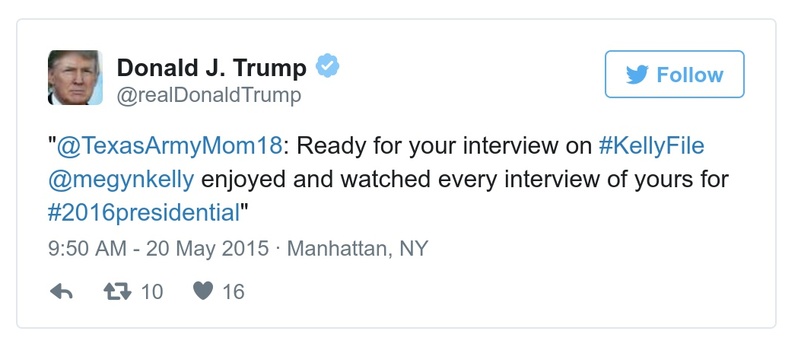 Donald J. Trump
@realDonaldTrump
Follow
"@TexasArmyMom18: Ready for your interview on #KellyFile
@megynkelly enjoyed and watched every interview of yours for
#2016presidential"
9:50 AM - 20 May 2015 · Manhattan, NY
10 16